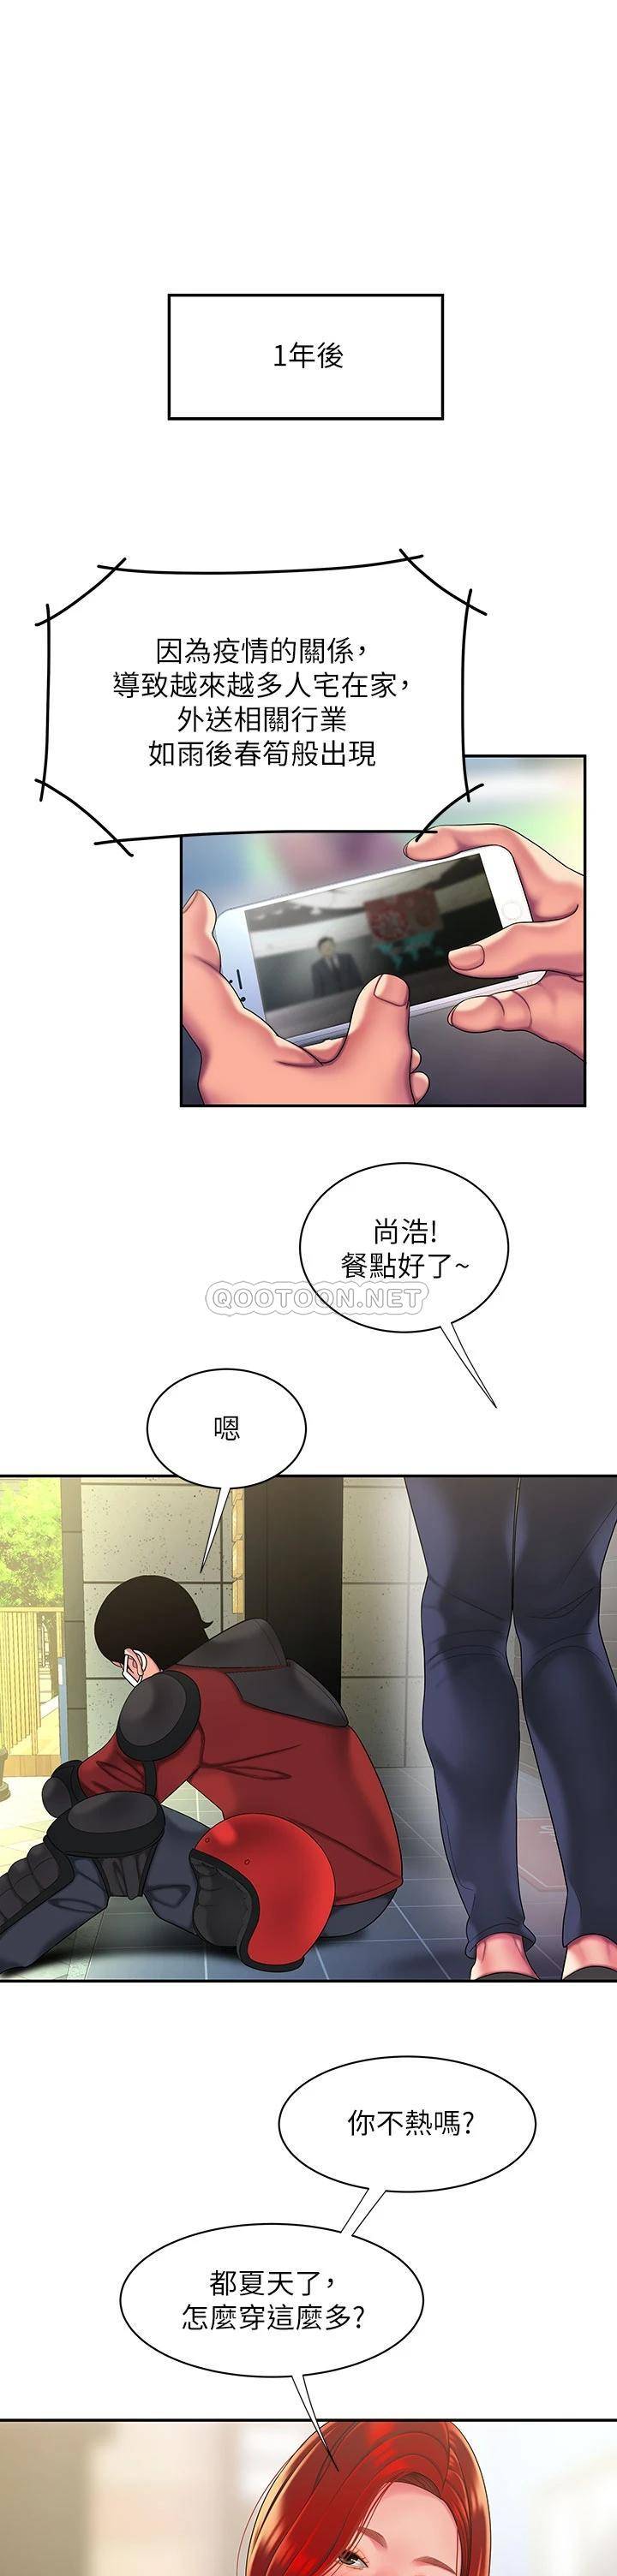 1年後
因為疫情的關係，
導致越來越多人宅在家，
外送相關行業
如雨後春筍般出現
尚浩!
餐點好了~
QOOTOON.NET
嗯
你不熱嗎?
都夏天了，
怎麼穿這麼多?